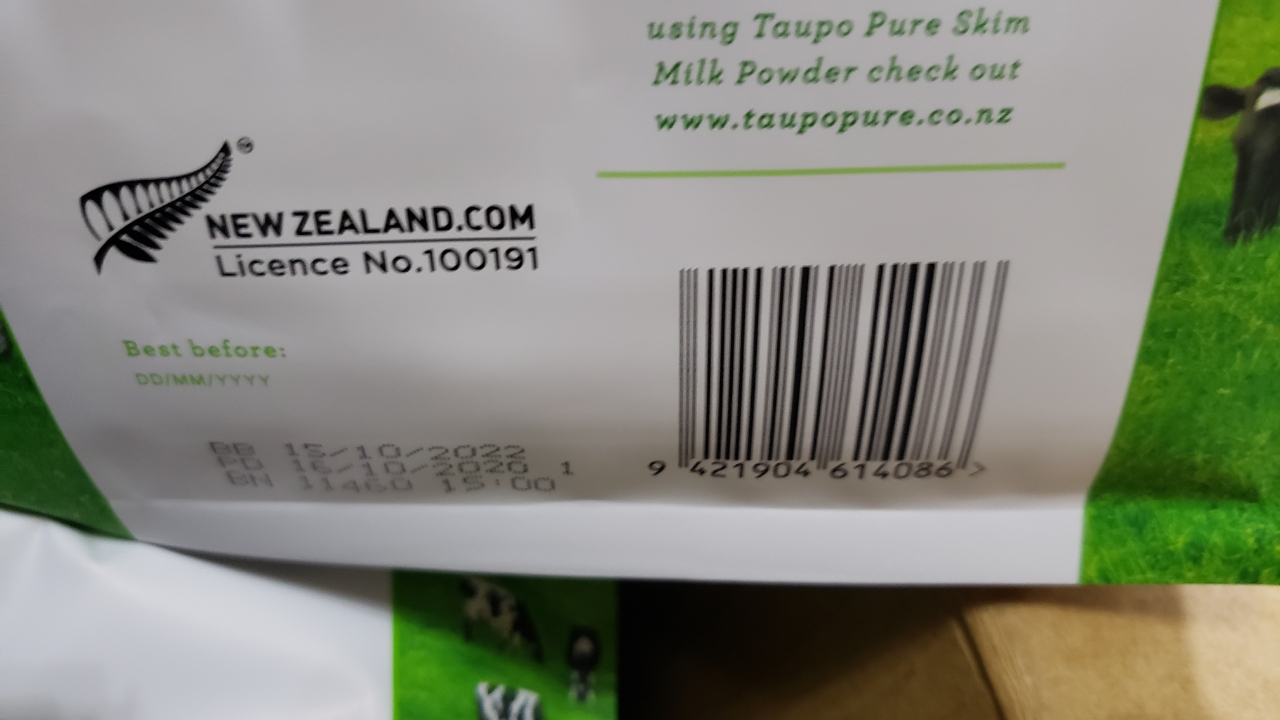 using Taupo Pure Skim
Milk Powder check out
www.taupopure.co.nz
NEW ZEALAND.COM
Licence No.100191
Best before:
DD/MM/YYYY
BB 15/10/2022
PD 16/10/2020 1
BN 11460 15:00
9 421904 614086 >